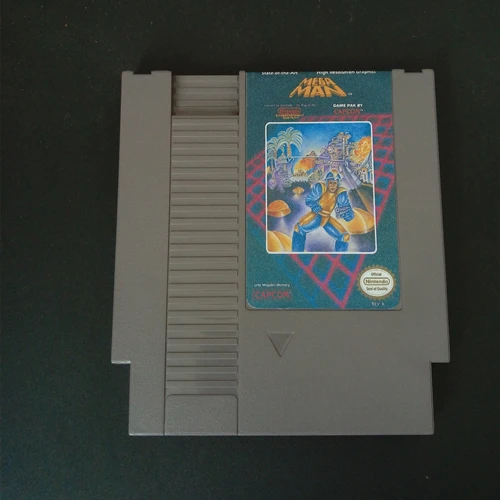 State of the Art High Resolution Graphics
MEGA
MAN
GAME PAK #1
CAPCOM
CAPCOM
Official
Nintendo
Seal of Quality
REV A